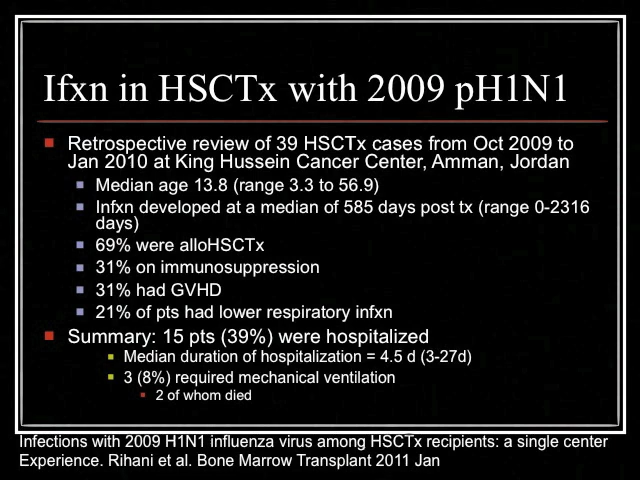 Ifxn in HSCTx with 2009 pH1N1
Retrospective review of 39 HSCTx cases from Oct 2009 to
Jan 2010 at King Hussein Cancer Center, Amman, Jordan
Median age 13.8 (range 3.3 to 56.9)
Infxn developed at a median of 585 days post tx (range 0-2316
days)
69% were alloHSCTx
31% on immunosuppression
31% had GVHD
21% of pts had lower respiratory infxn
Summary: 15 pts (39%) were hospitalized
Median duration of hospitalization = 4.5 d (3-27d)
3 (8%) required mechanical ventilation
2 of whom died
Infections with 2009 H1N1 influenza virus among HSCTx recipients: a single center
Experience. Rihani et al. Bone Marrow Transplant 2011 Jan